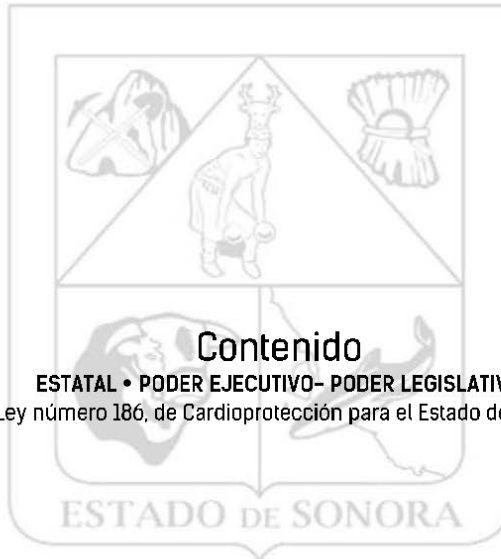 Contenido
ESTATAL • PODER EJECUTIVO- PODER LEGISLATIV
Ley número 186, de Cardioprotección para el Estado de
ESTADO DE SONORA